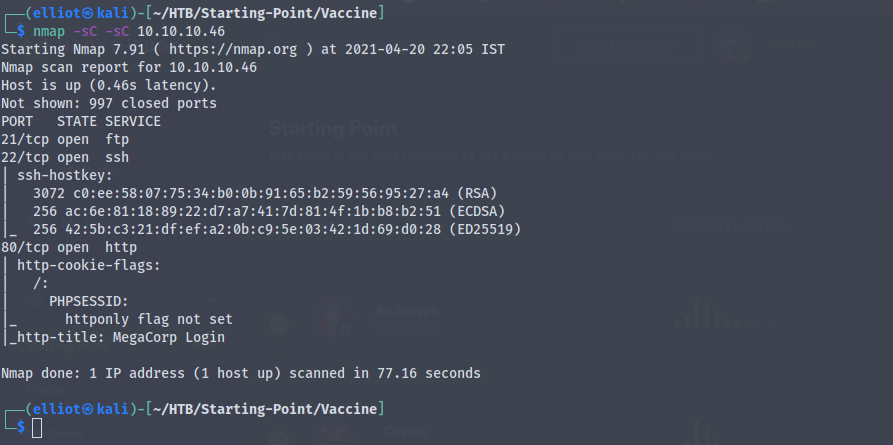 ┌──(elliot㉿kali)-[~/HTB/Starting-Point/Vaccine]
└─$ nmap -sC -sC 10.10.10.46
Starting Nmap 7.91 ( https://nmap.org ) at 2021-04-20 22:05 IST
Nmap scan report for 10.10.10.46
Host is up (0.46s latency).
Not shown: 997 closed ports
PORT   STATE SERVICE
21/tcp open  ftp
22/tcp open  ssh
| ssh-hostkey:
|   3072 c0:ee:58:07:75:34:b0:0b:91:65:b2:59:56:95:27:a4 (RSA)
|   256 ac:6e:81:18:89:22:d7:a7:41:7d:81:4f:1b:b8:b2:51 (ECDSA)
|_  256 42:5b:c3:21:df:ef:a2:0b:c9:5e:03:42:1d:69:d0:28 (ED25519)
80/tcp open  http
| http-cookie-flags:
|   /:
|     PHPSESSID:
|_      httponly flag not set
|_http-title: MegaCorp Login
Nmap done: 1 IP address (1 host up) scanned in 77.16 seconds
┌──(elliot㉿kali)-[~/HTB/Starting-Point/Vaccine]
└─$
Starting Point
Archetype